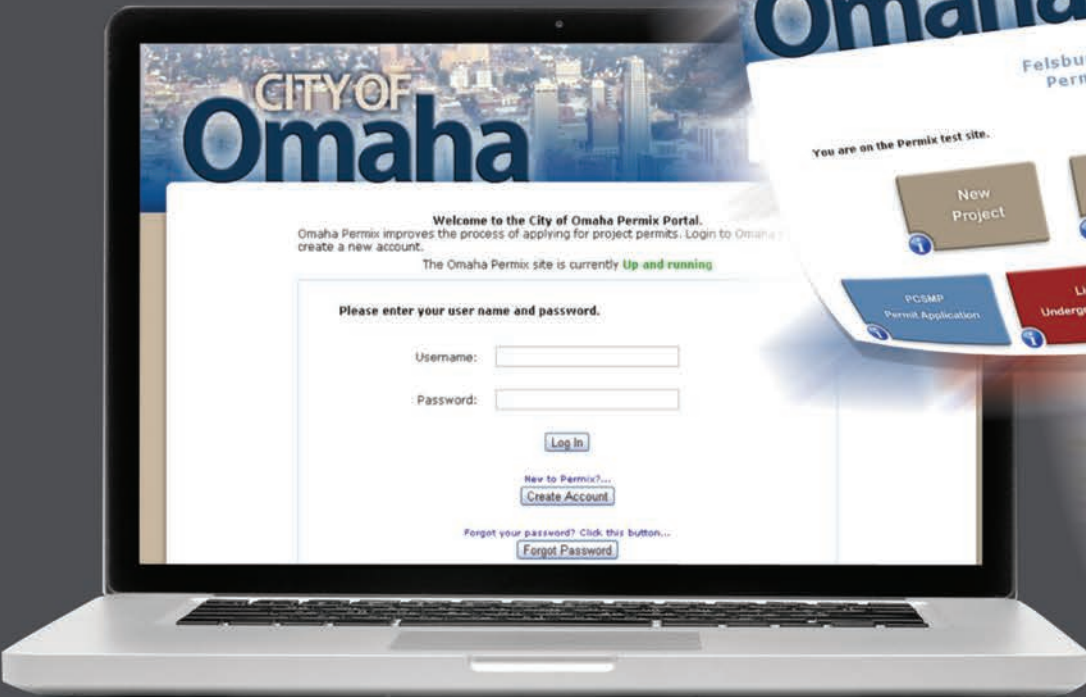 CITY OF
Omaha
Welcome to the City of Omaha Permix Portal.
Omaha Permix improves the process of applying for project permits. Login to Omaha
create a new account.
The Omaha Permix site is currently Up and running
Please enter your user name and password.
Username:
Password:
Log In
New to Permix?...
Create Account
Forgot your password? Click this button...
Forgot Password
Omaha
You are on the Permix test site.
New
Project
PCSMP
Permit Application